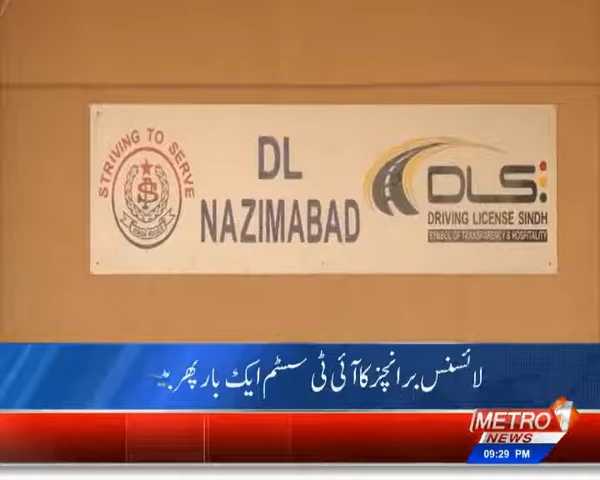 STRIVING TO SERVE
DL
NAZIMABAD
DLS
DRIVING LICENSE SINDH
SYMBOL OF TRANSPARENCY & HOSPITALITY
لائسنس برانچز کا آئی ٹی سسٹم ایک بار پھر
METRO 1
NEWS
09:29 PM